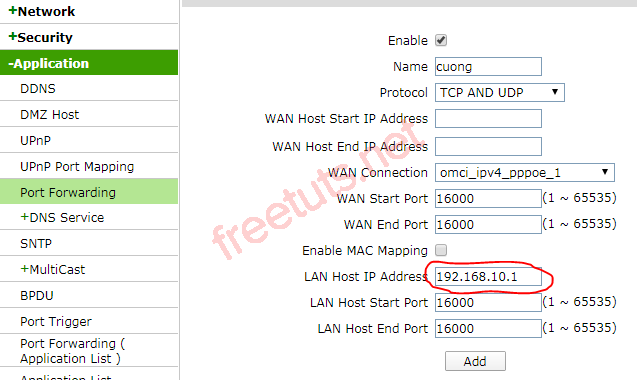 +Network
+Security
-Application
DDNS
DMZ Host
UPnP
UPnP Port Mapping
Port Forwarding
+DNS Service
SNTP
+MultiCast
BPDU
Port Trigger
Port Forwarding (
Application List )
Application List
Enable
Name cuong
Protocol TCP AND UDP
WAN Host Start IP Address
WAN Host End IP Address
WAN Connection omci_ipv4_pppoe_1
WAN Start Port 16000 (1 ~ 65535)
WAN End Port 16000 (1 ~ 65535)
Enable MAC Mapping
LAN Host IP Address 192.168.10.1
LAN Host Start Port 16000 (1 ~ 65535)
LAN Host End Port 16000 (1 ~ 65535)
Add
freetuts.net